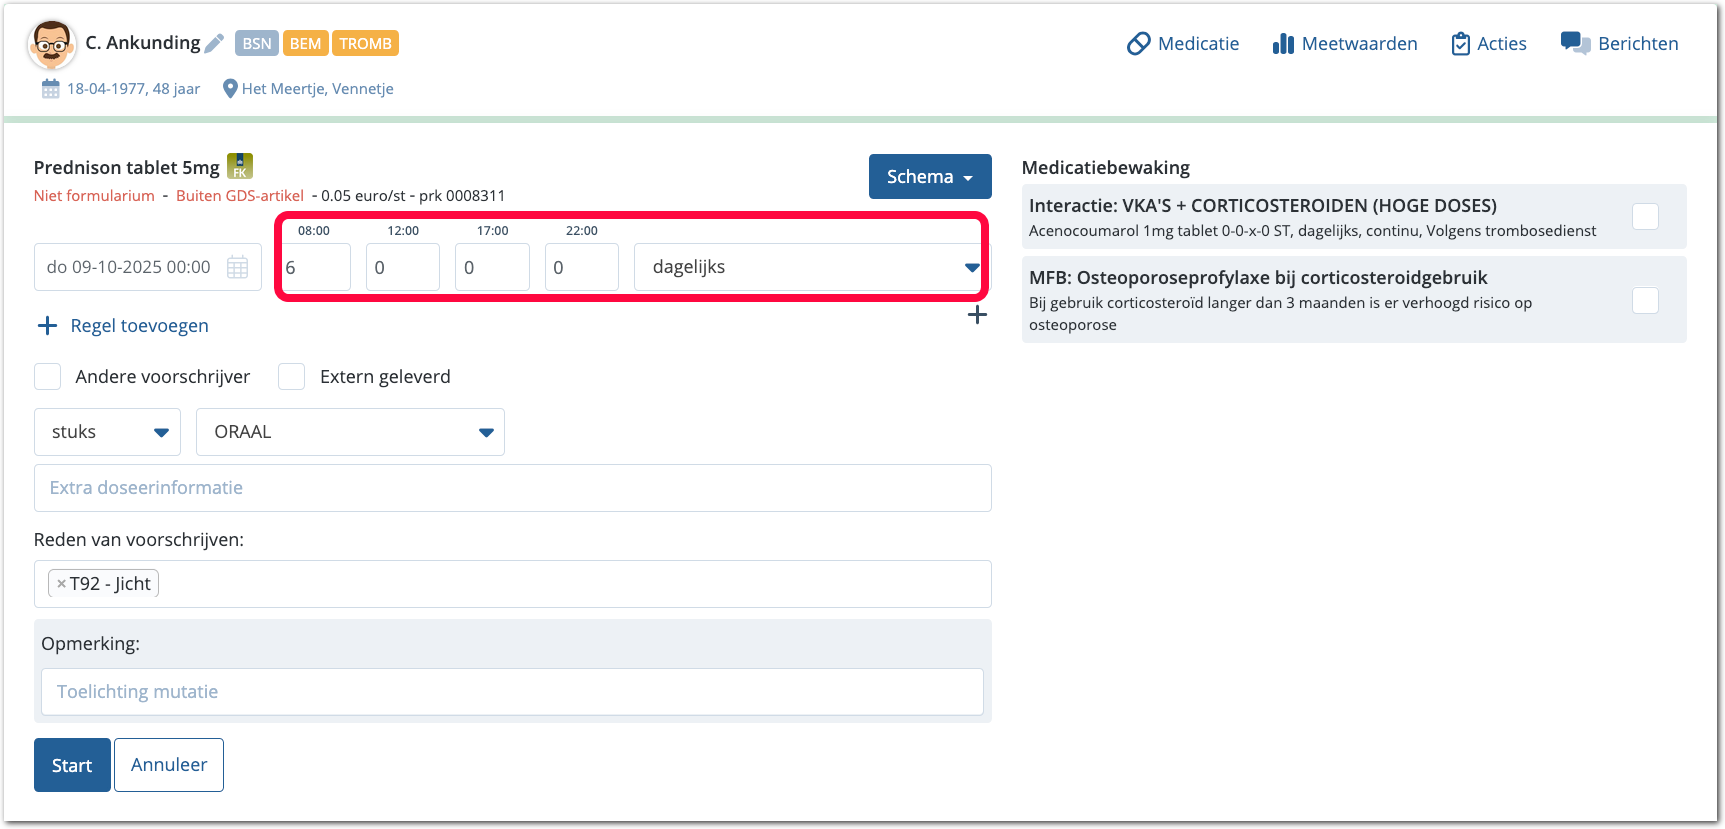 C. Ankunding BSN BEM TROMB
18-04-1977, 48 jaar Het Meertje, Vennetje
Medicatie Meetwaarden Acties Berichten
Prednison tablet 5mg FK
Niet formularium - Buiten GDS-artikel - 0.05 euro/st - prk 0008311
Schema
08:00 12:00 17:00 22:00
do 09-10-2025 00:00 6 0 0 0 dagelijks
+ Regel toevoegen +
Andere voorschrijver Extern geleverd
stuks ORAAL
Extra doseerinformatie
Reden van voorschrijven:
× T92 - Jicht
Opmerking:
Toelichting mutatie
Start Annuleer
Medicatiebewaking
Interactie: VKA'S + CORTICOSTEROIDEN (HOGE DOSES)
Acenocoumarol 1mg tablet 0-0-x-0 ST, dagelijks, continu, Volgens trombosedienst
MFB: Osteoporoseprofylaxe bij corticosteroidgebruik
Bij gebruik corticosteroïd langer dan 3 maanden is er verhoogd risico op
osteoporose